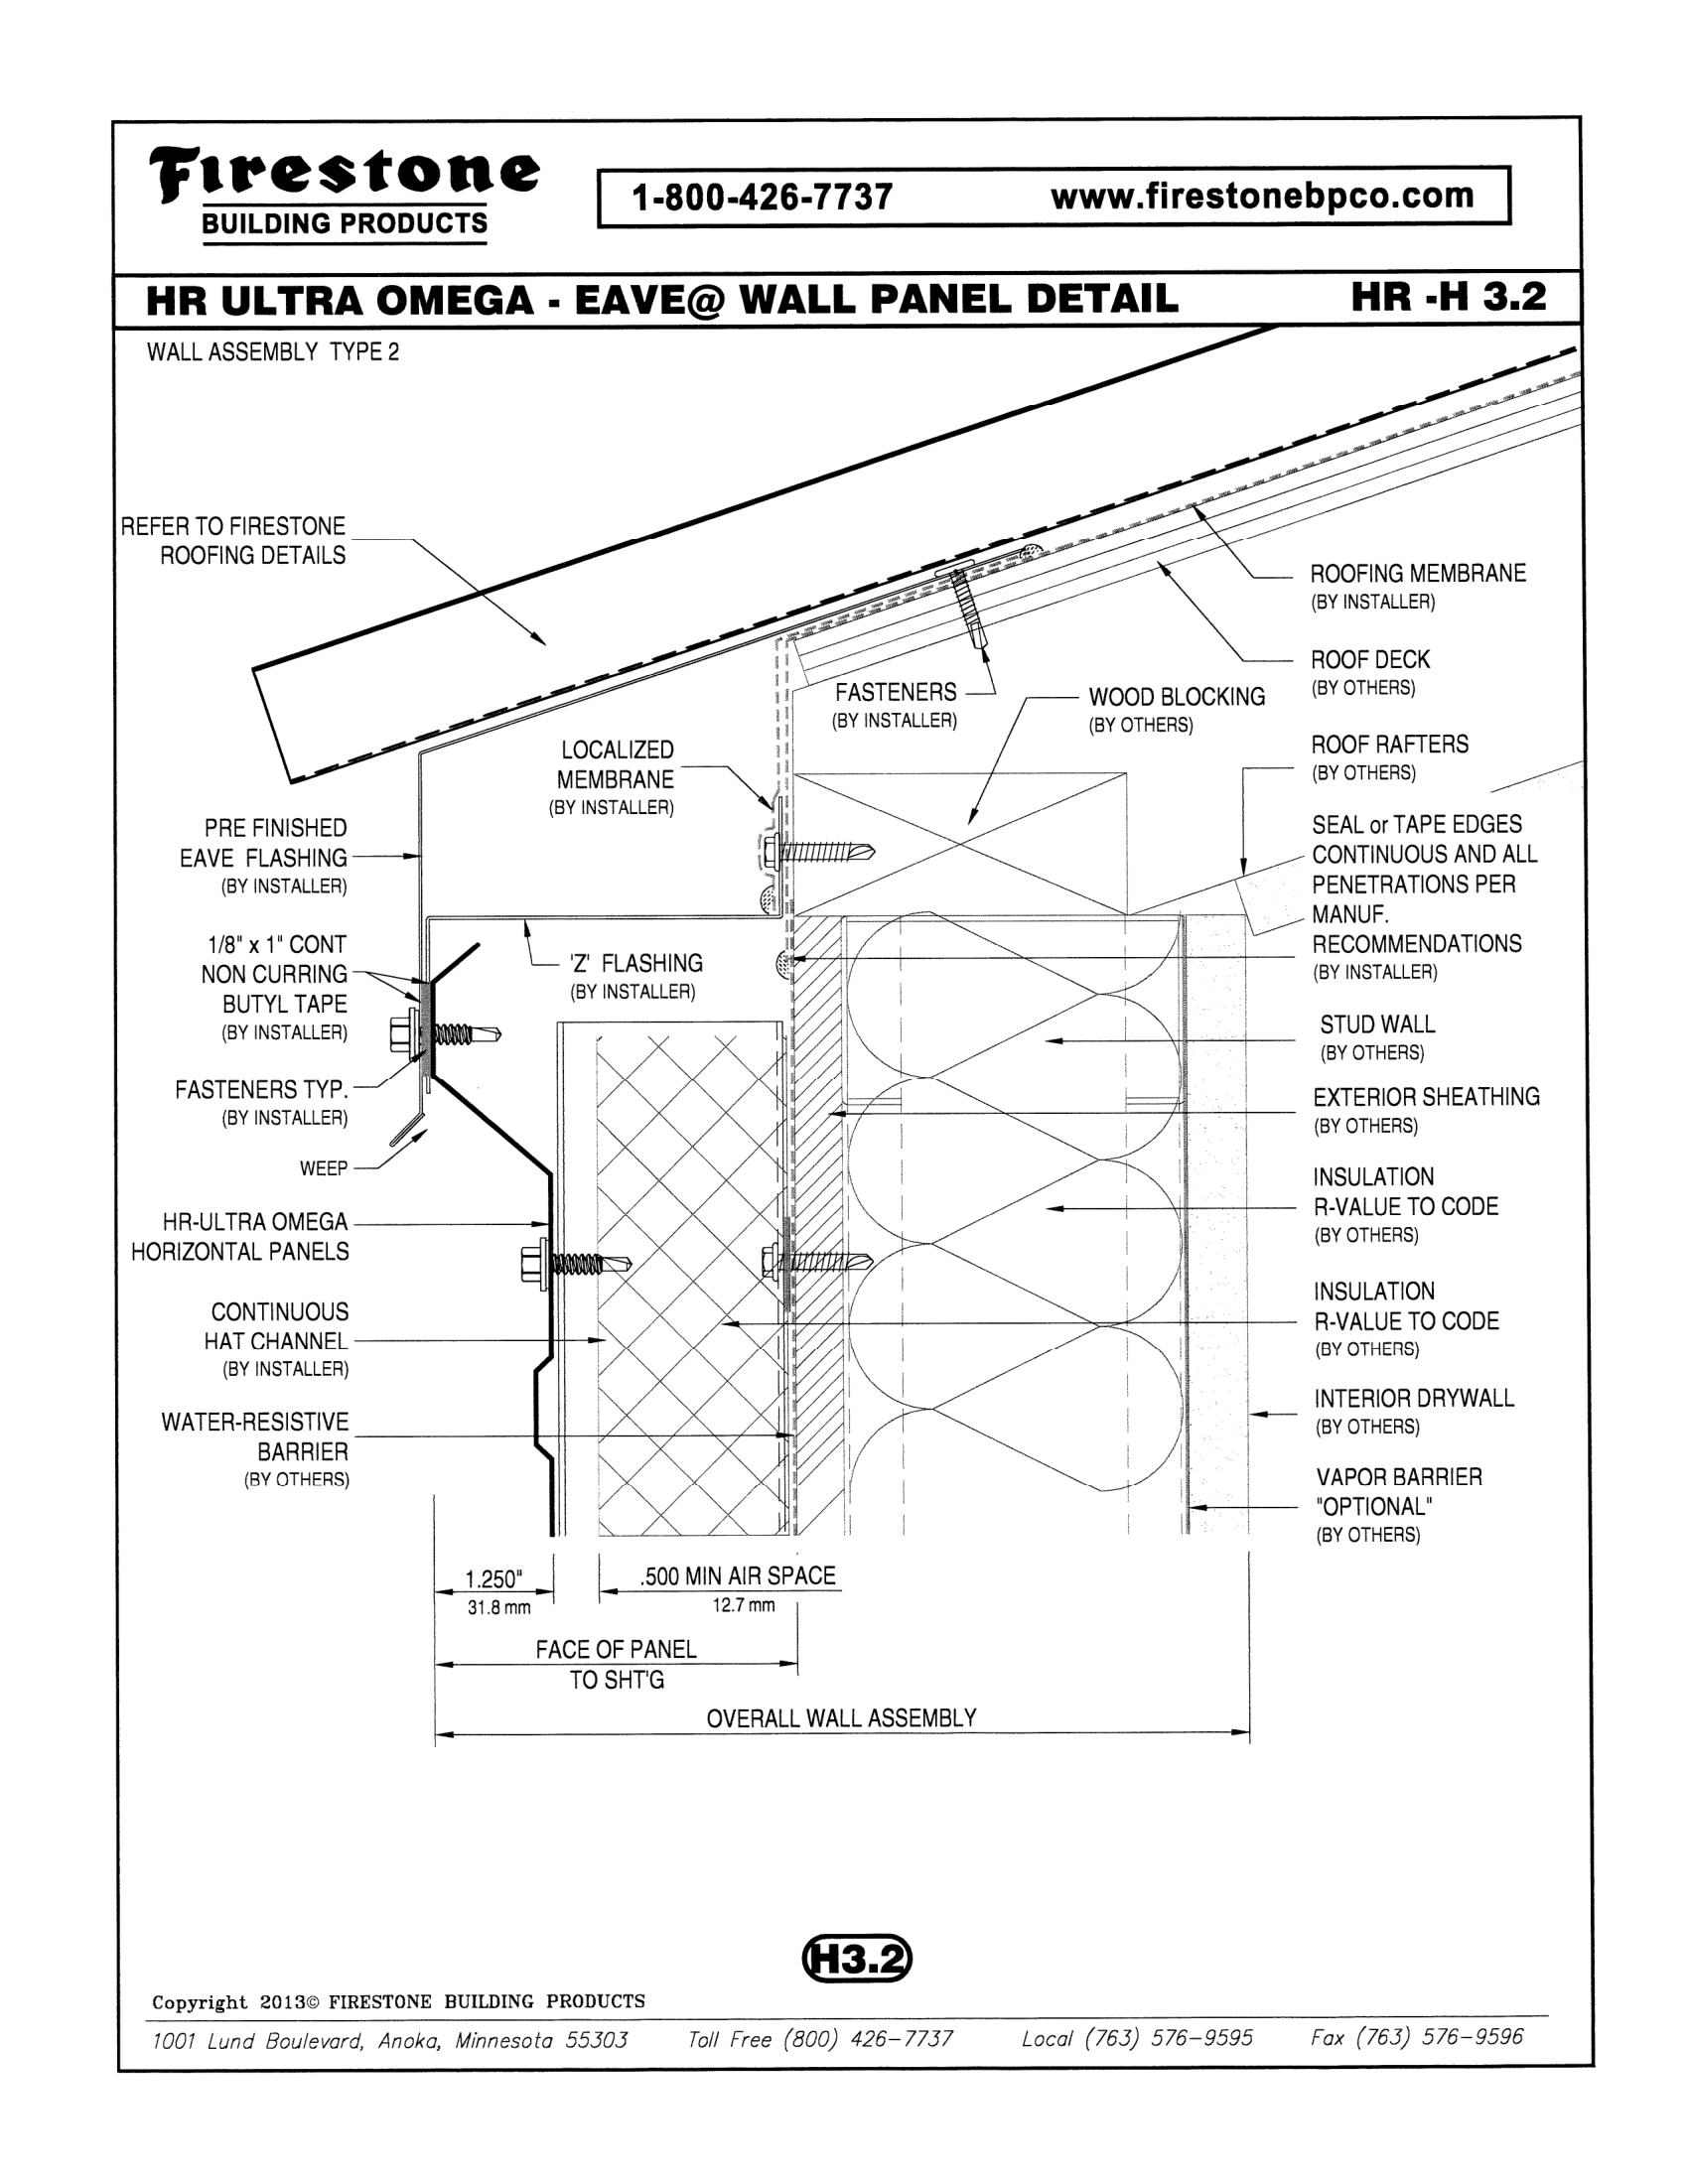 Firestone
BUILDING PRODUCTS
1-800-426-7737 www.firestonebpco.com
HR ULTRA OMEGA - EAVE@ WALL PANEL DETAIL HR -H 3.2
WALL ASSEMBLY TYPE 2
REFER TO FIRESTONE
ROOFING DETAILS
ROOFING MEMBRANE
(BY INSTALLER)
ROOF DECK
(BY OTHERS)
FASTENERS
(BY INSTALLER)
WOOD BLOCKING
(BY OTHERS)
LOCALIZED
MEMBRANE
(BY INSTALLER)
ROOF RAFTERS
(BY OTHERS)
PRE FINISHED
EAVE FLASHING
(BY INSTALLER)
SEAL or TAPE EDGES
CONTINUOUS AND ALL
PENETRATIONS PER
MANUF.
RECOMMENDATIONS
(BY INSTALLER)
1/8" x 1" CONT
NON CURRING
BUTYL TAPE
(BY INSTALLER)
'Z' FLASHING
(BY INSTALLER)
STUD WALL
(BY OTHERS)
FASTENERS TYP.
(BY INSTALLER)
EXTERIOR SHEATHING
(BY OTHERS)
WEEP
INSULATION
R-VALUE TO CODE
(BY OTHERS)
HR-ULTRA OMEGA
HORIZONTAL PANELS
INSULATION
R-VALUE TO CODE
(BY OTHERS)
CONTINUOUS
HAT CHANNEL
(BY INSTALLER)
INTERIOR DRYWALL
(BY OTHERS)
WATER-RESISTIVE
BARRIER
(BY OTHERS)
VAPOR BARRIER
"OPTIONAL"
(BY OTHERS)
1.250"
31.8 mm
.500 MIN AIR SPACE
12.7 mm
FACE OF PANEL
TO SHT'G
OVERALL WALL ASSEMBLY
H3.2
Copyright 2013© FIRESTONE BUILDING PRODUCTS
1001 Lund Boulevard, Anoka, Minnesota 55303 Toll Free (800) 426-7737 Local (763) 576-9595 Fax (763) 576-9596